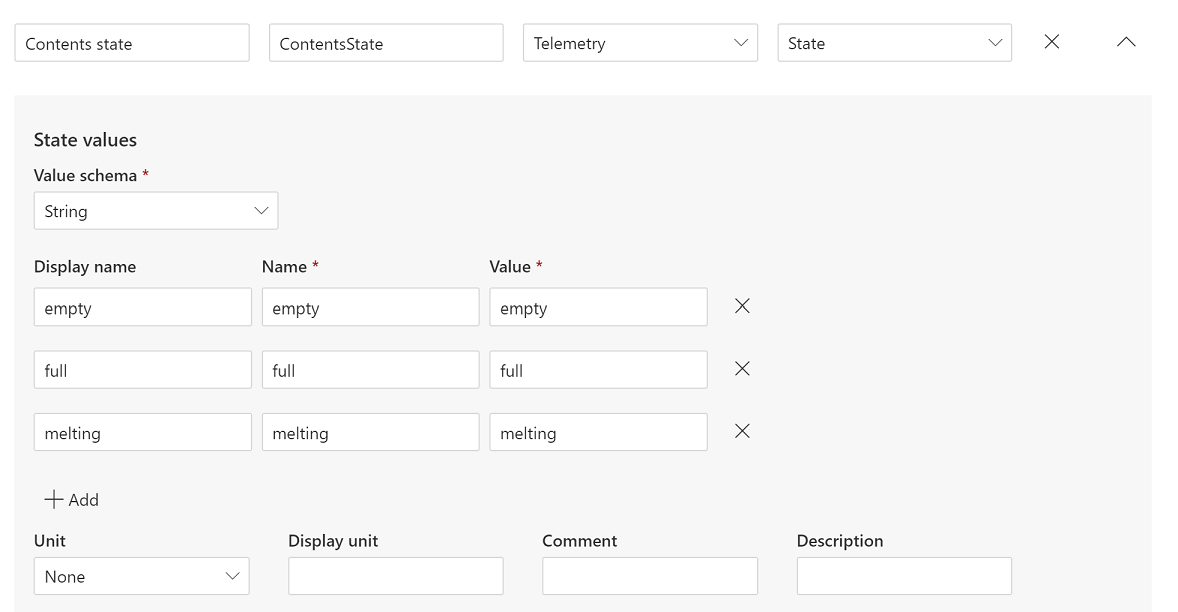 Contents state ContentsState Telemetry State
State values
Value schema *
String
Display name Name * Value *
empty empty empty
full full full
melting melting melting
Add
Unit Display unit Comment Description
None